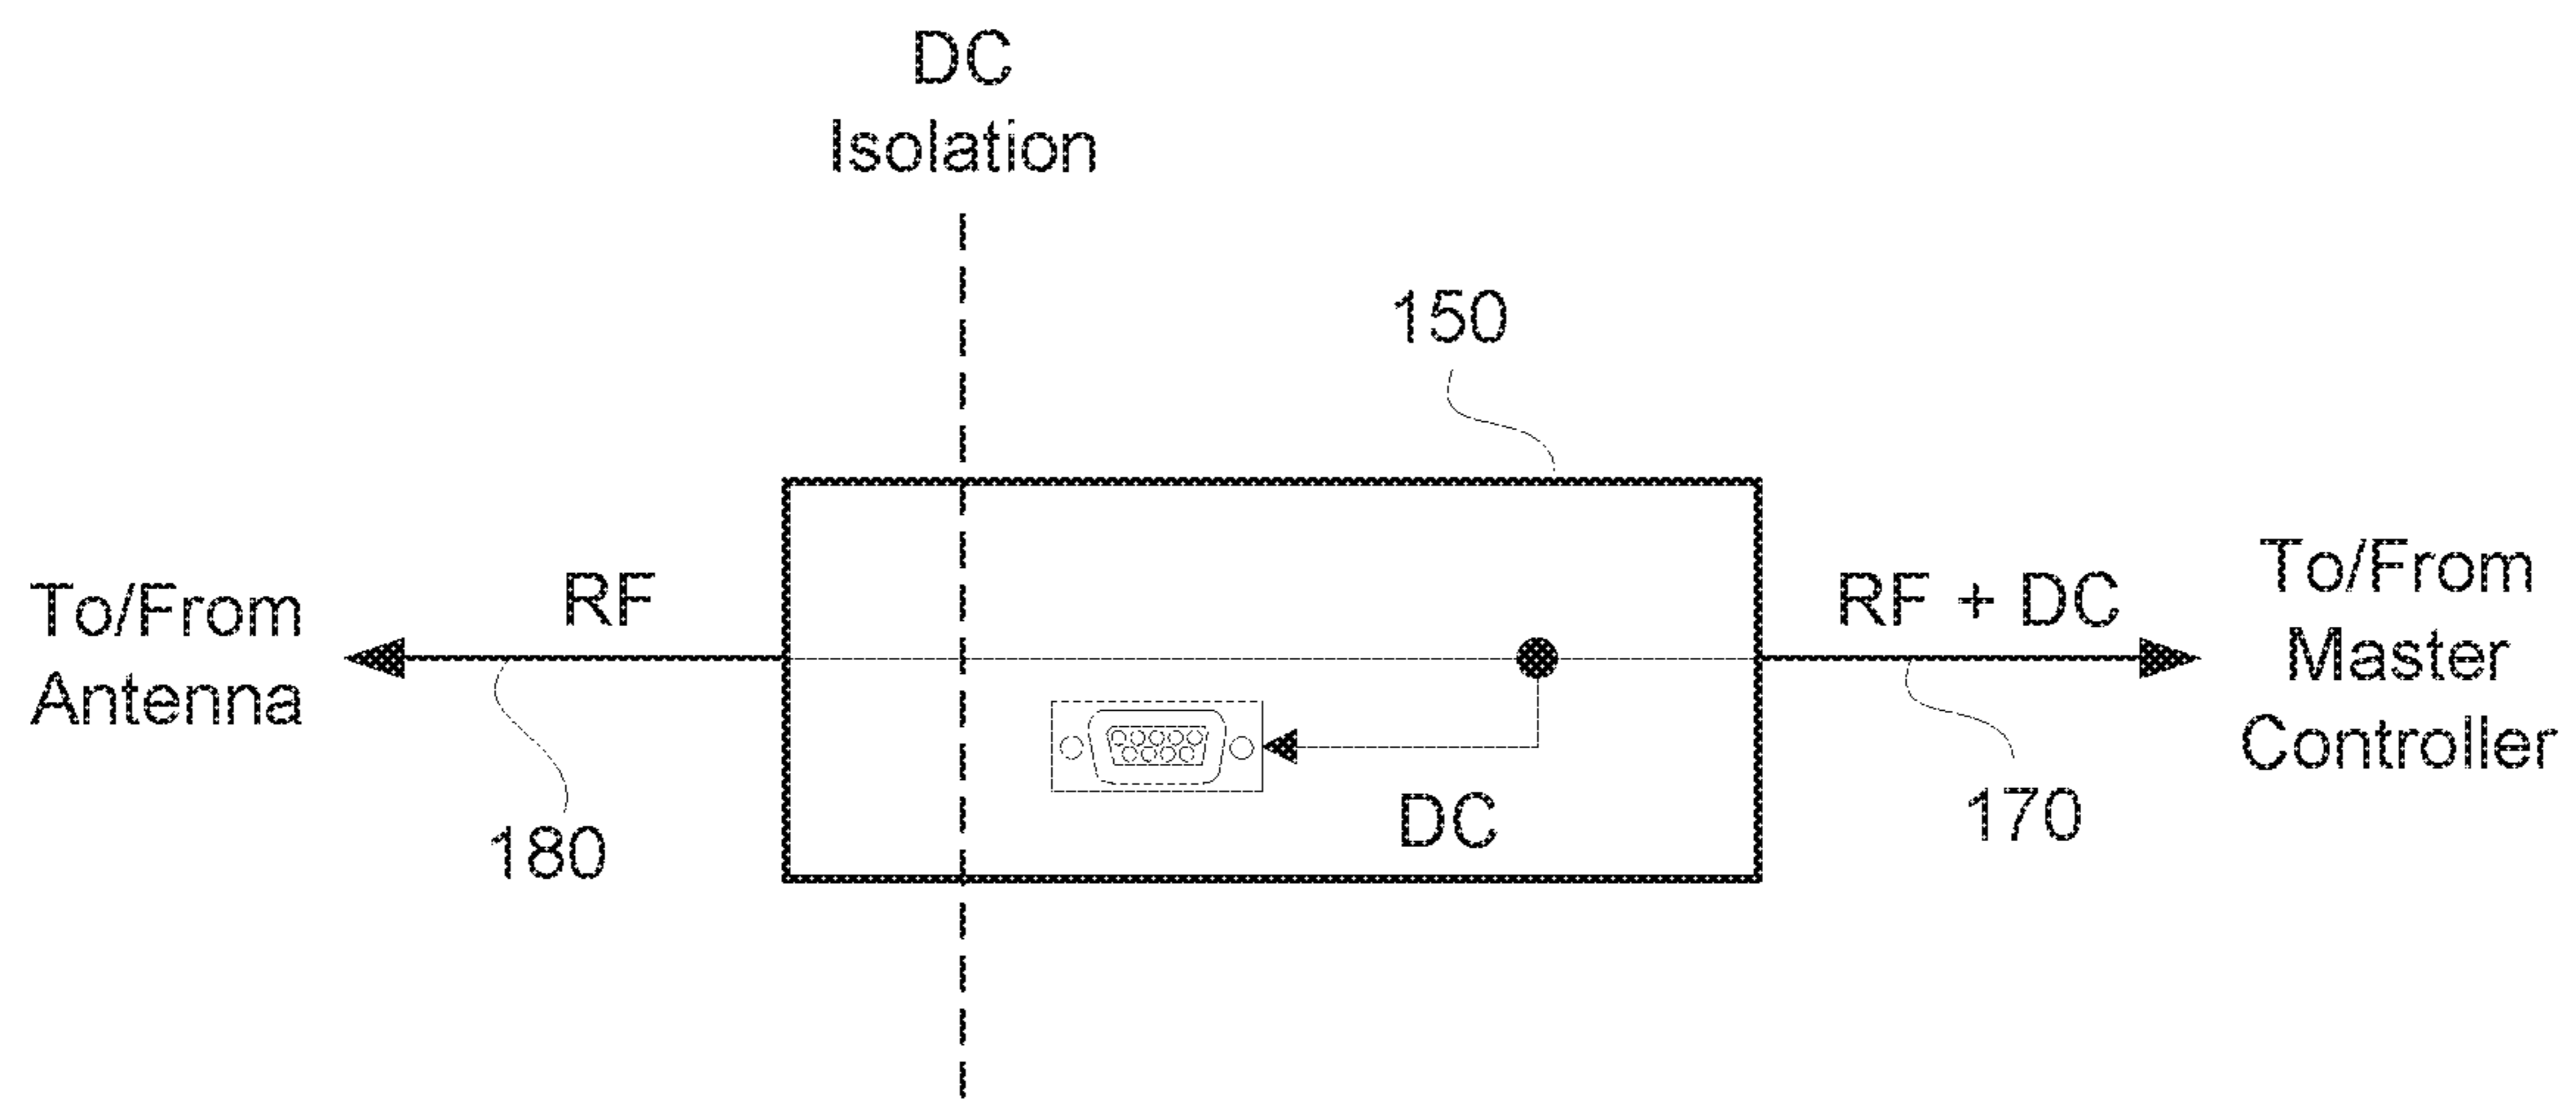 DC
Isolation
150
To/From
Antenna
RF
RF + DC
To/From
Master
Controller
DC
180
170